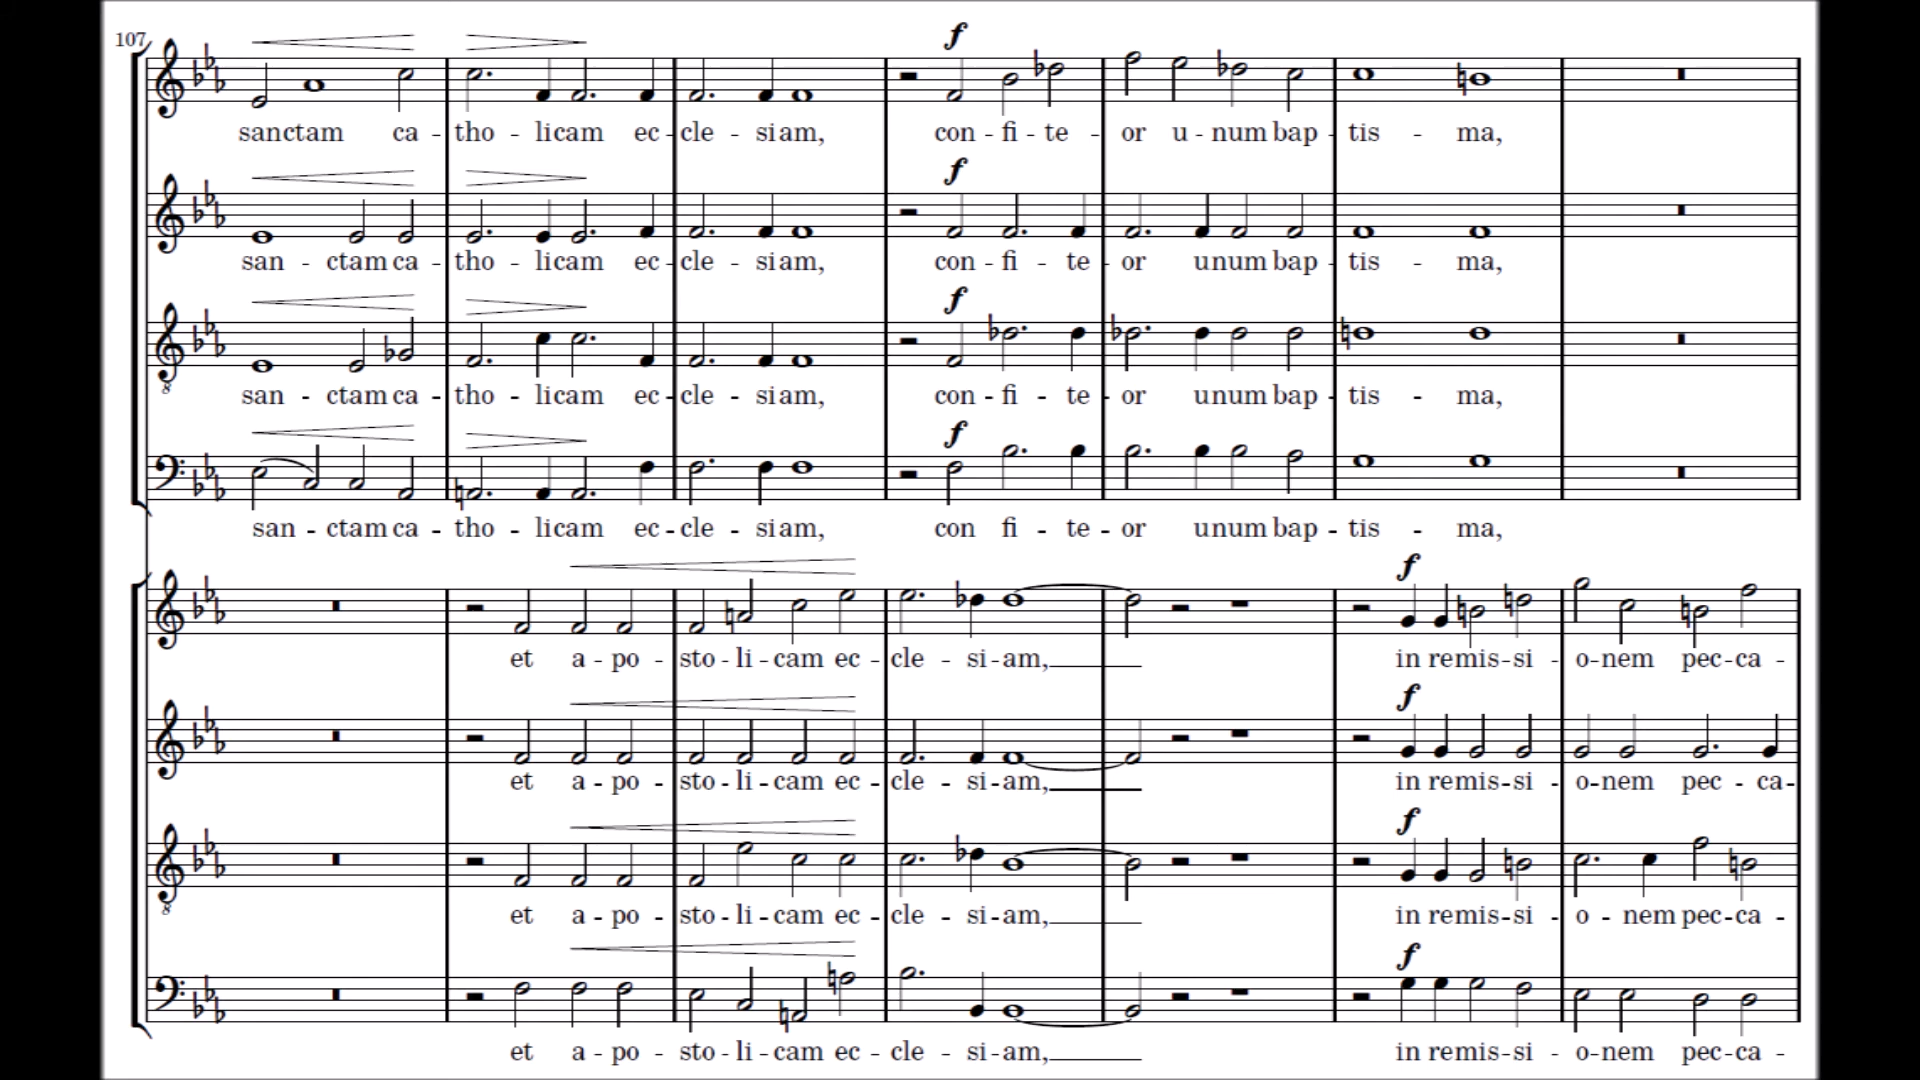 107
f
sanctam ca - tho - licam ec - cle - siam, con - fi - te - or u - num bap - tis - ma,
f
san - ctam ca - tho - licam ec - cle - siam, con - fi - te - or unum bap - tis - ma,
f
8
san - ctam ca - tho - licam ec - cle - siam, con - fi - te - or unum bap - tis - ma,
f
san - ctam ca - tho - licam ec - cle - siam, con fi - te - or unum bap - tis - ma,
f
et a - po - sto - li - cam ec - cle - si - am, in remis - si - o - nem pec - ca -
f
et a - po - sto - li - cam ec - cle - si - am, in remis - si - o - nem pec - ca -
f
8
et a - po - sto - li - cam ec - cle - si - am, in remis - si - o - nem pec - ca -
f
et a - po - sto - li - cam ec - cle - si - am, in remis - si - o - nem pec - ca -